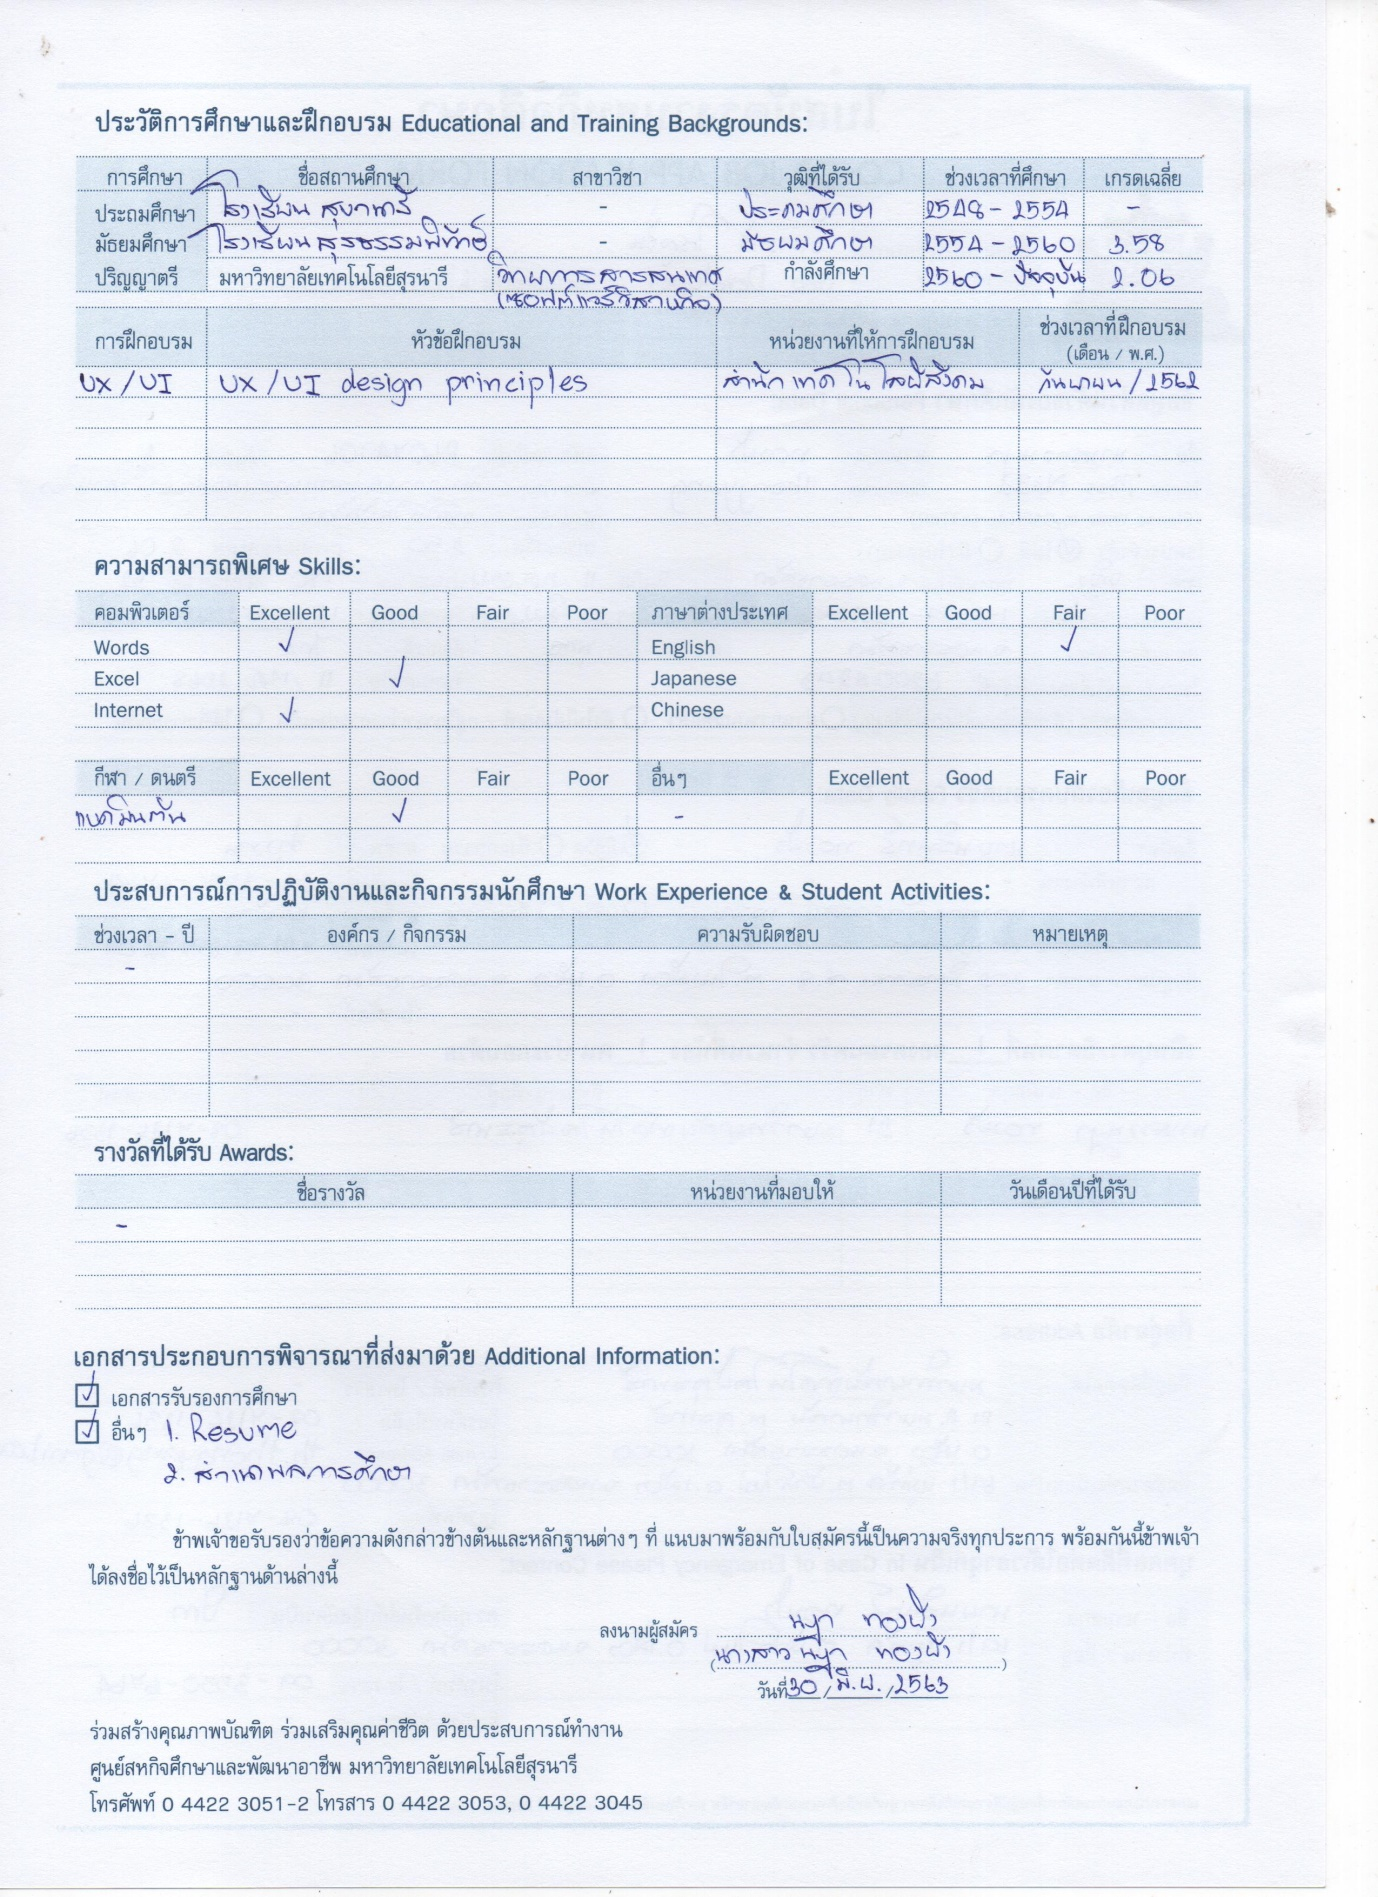 ประวัติการศึกษาและฝึกอบรม Educational and Training Backgrounds:
การศึกษา ชื่อสถานศึกษา สาขาวิชา วุฒิที่ได้รับ ช่วงเวลาที่ศึกษา เกรดเฉลี่ย
ประถมศึกษา โรงเรียน สุขานารี - ประถมศึกษา 2548 - 2554 -
มัธยมศึกษา โรงเรียนสุรธรรมพิทักษ์ - มัธยมศึกษา 2554 - 2560 3.58
ปริญญาตรี มหาวิทยาลัยเทคโนโลยีสุรนารี วิทยาการสารสนเทศ กำลังศึกษา 2560 - ปัจจุบัน 2.06
(ซอฟต์แวร์วิสาหกิจ)
การฝึกอบรม หัวข้อฝึกอบรม หน่วยงานที่ให้การฝึกอบรม ช่วงเวลาที่ฝึกอบรม
(เดือน / พ.ศ.)
UX/UI UX/UI design principles สำนักเทคโนโลยีสังคม กันยายน/2562
ความสามารถพิเศษ Skills:
คอมพิวเตอร์ Excellent Good Fair Poor ภาษาต่างประเทศ Excellent Good Fair Poor
Words ✓ English ✓
Excel ✓ Japanese
Internet ✓ Chinese
กีฬา / ดนตรี Excellent Good Fair Poor อื่นๆ Excellent Good Fair Poor
แบดมินตัน ✓ -
ประสบการณ์การปฏิบัติงานและกิจกรรมนักศึกษา Work Experience & Student Activities:
ช่วงเวลา - ปี องค์กร / กิจกรรม ความรับผิดชอบ หมายเหตุ
-
รางวัลที่ได้รับ Awards:
ชื่อรางวัล หน่วยงานที่มอบให้ วันเดือนปีที่ได้รับ
-
เอกสารประกอบการพิจารณาที่ส่งมาด้วย Additional Information:
✓ เอกสารรับรองการศึกษา
✓ อื่นๆ 1. Resume
2. สำเนาผลการศึกษา
ข้าพเจ้าขอรับรองว่าข้อความดังกล่าวข้างต้นและหลักฐานต่างๆ ที่ แนบมาพร้อมกับใบสมัครนี้เป็นความจริงทุกประการ พร้อมกันนี้ข้าพเจ้า
ได้ลงชื่อไว้เป็นหลักฐานด้านล่างนี้
ลงนามผู้สมัคร
(นางสาว)
วันที่ 30/มิ.ย./2563
ร่วมสร้างคุณภาพบัณฑิต ร่วมเสริมคุณค่าชีวิต ด้วยประสบการณ์ทำงาน
ศูนย์สหกิจศึกษาและพัฒนาอาชีพ มหาวิทยาลัยเทคโนโลยีสุรนารี
โทรศัพท์ 0 4422 3051-2 โทรสาร 0 4422 3053, 0 4422 3045